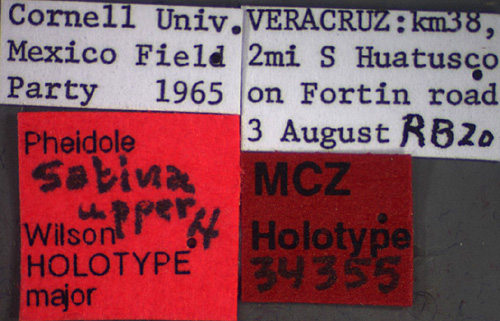 Cornell Univ.
Mexico Field
Party 1965
VERACRUZ:km38,
2mi S Huatusco
on Fortin road
3 August RB20
Pheidole
sabina
upper H
Wilson
HOLOTYPE
major
MCZ
Holotype
34355